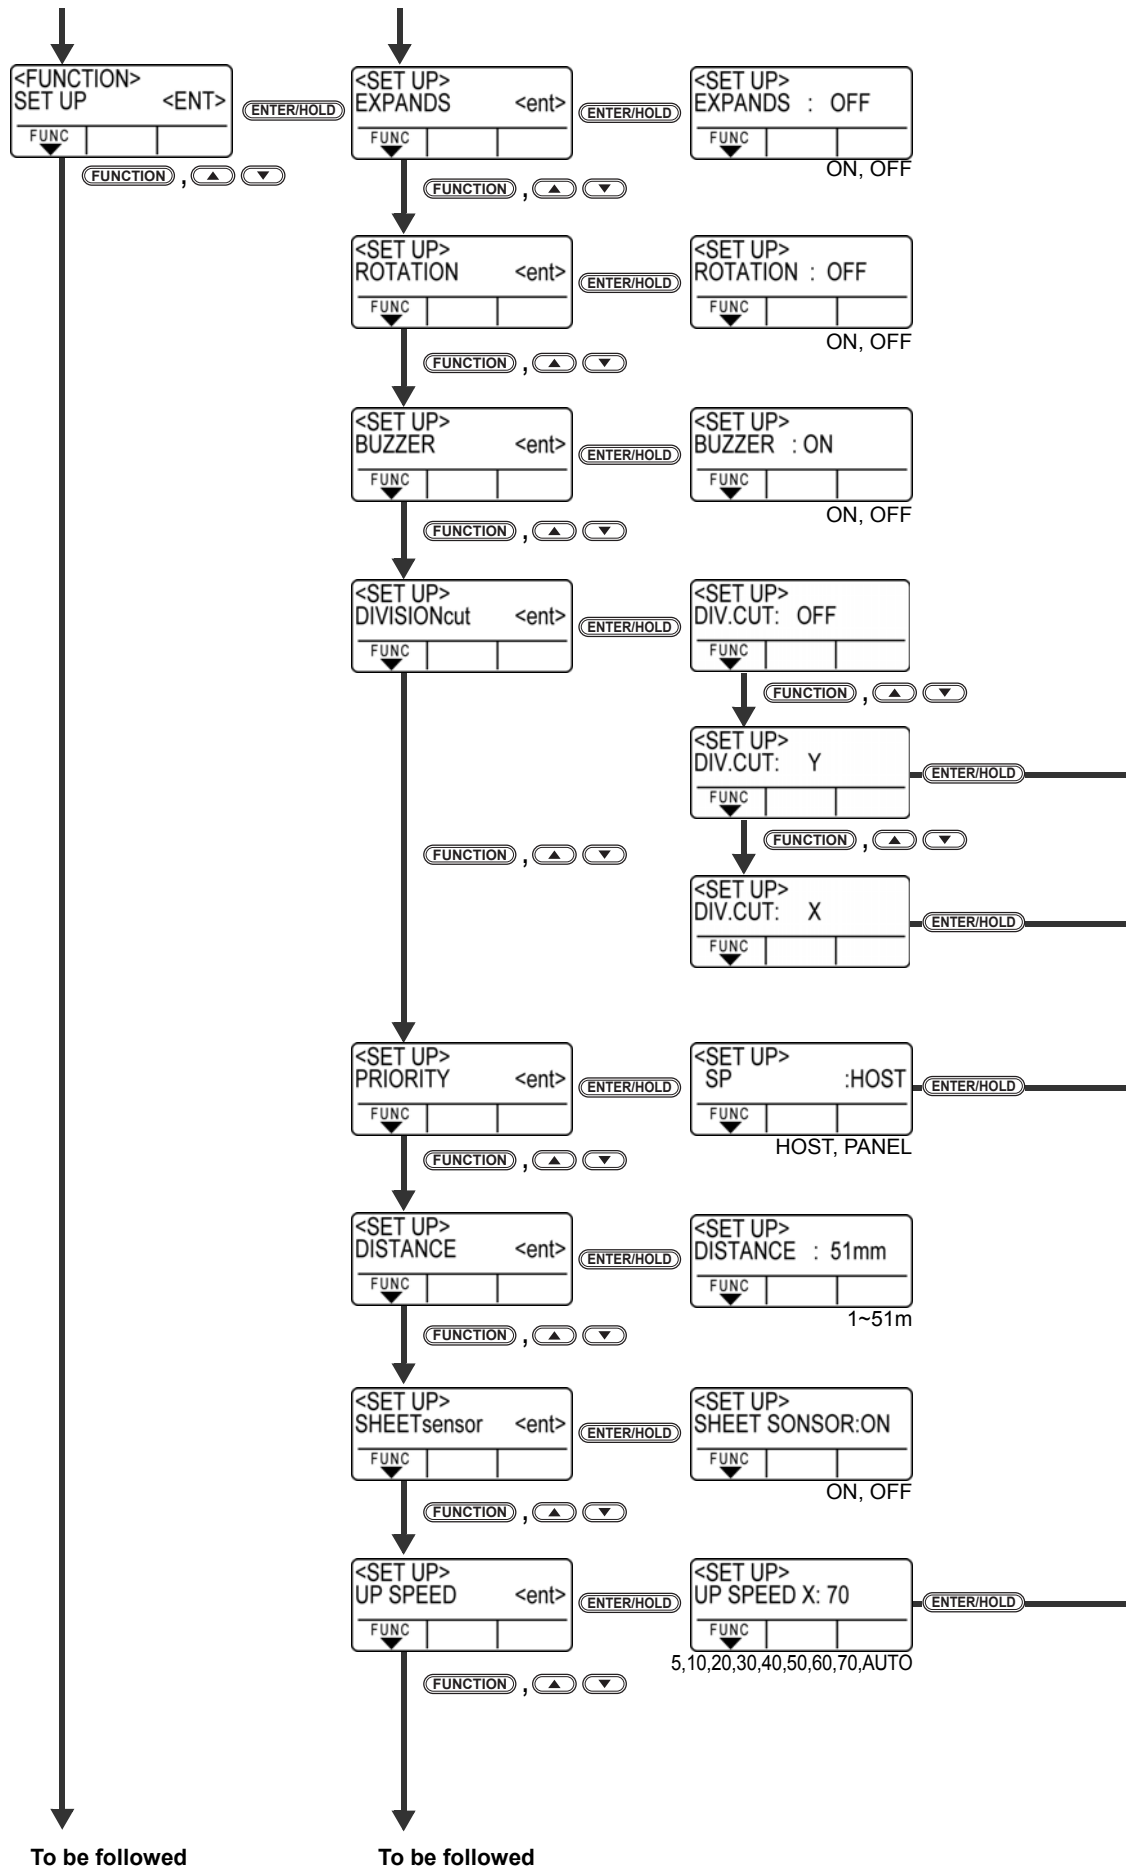 <FUNCTION>
SET UP <ENT>
FUNC
ENTER/HOLD
<SET UP>
EXPANDS <ent>
FUNC
ENTER/HOLD
<SET UP>
EXPANDS : OFF
FUNC
ON, OFF
FUNCTION , ▲ ▼
FUNCTION , ▲ ▼
<SET UP>
ROTATION <ent>
FUNC
ENTER/HOLD
<SET UP>
ROTATION : OFF
FUNC
ON, OFF
FUNCTION , ▲ ▼
<SET UP>
BUZZER <ent>
FUNC
ENTER/HOLD
<SET UP>
BUZZER : ON
FUNC
ON, OFF
FUNCTION , ▲ ▼
<SET UP>
DIVISIONcut <ent>
FUNC
ENTER/HOLD
<SET UP>
DIV.CUT: OFF
FUNC
FUNCTION , ▲ ▼
<SET UP>
DIV.CUT: Y
FUNC
ENTER/HOLD
FUNCTION , ▲ ▼
FUNCTION , ▲ ▼
<SET UP>
DIV.CUT: X
FUNC
ENTER/HOLD
<SET UP>
PRIORITY <ent>
FUNC
ENTER/HOLD
<SET UP>
SP :HOST
FUNC
ENTER/HOLD
HOST, PANEL
FUNCTION , ▲ ▼
<SET UP>
DISTANCE <ent>
FUNC
ENTER/HOLD
<SET UP>
DISTANCE : 51mm
FUNC
1~51m
FUNCTION , ▲ ▼
<SET UP>
SHEETsensor <ent>
FUNC
ENTER/HOLD
<SET UP>
SHEET SONSOR:ON
FUNC
ON, OFF
FUNCTION , ▲ ▼
<SET UP>
UP SPEED <ent>
FUNC
ENTER/HOLD
<SET UP>
UP SPEED X: 70
FUNC
ENTER/HOLD
5,10,20,30,40,50,60,70,AUTO
FUNCTION , ▲ ▼
To be followed
To be followed